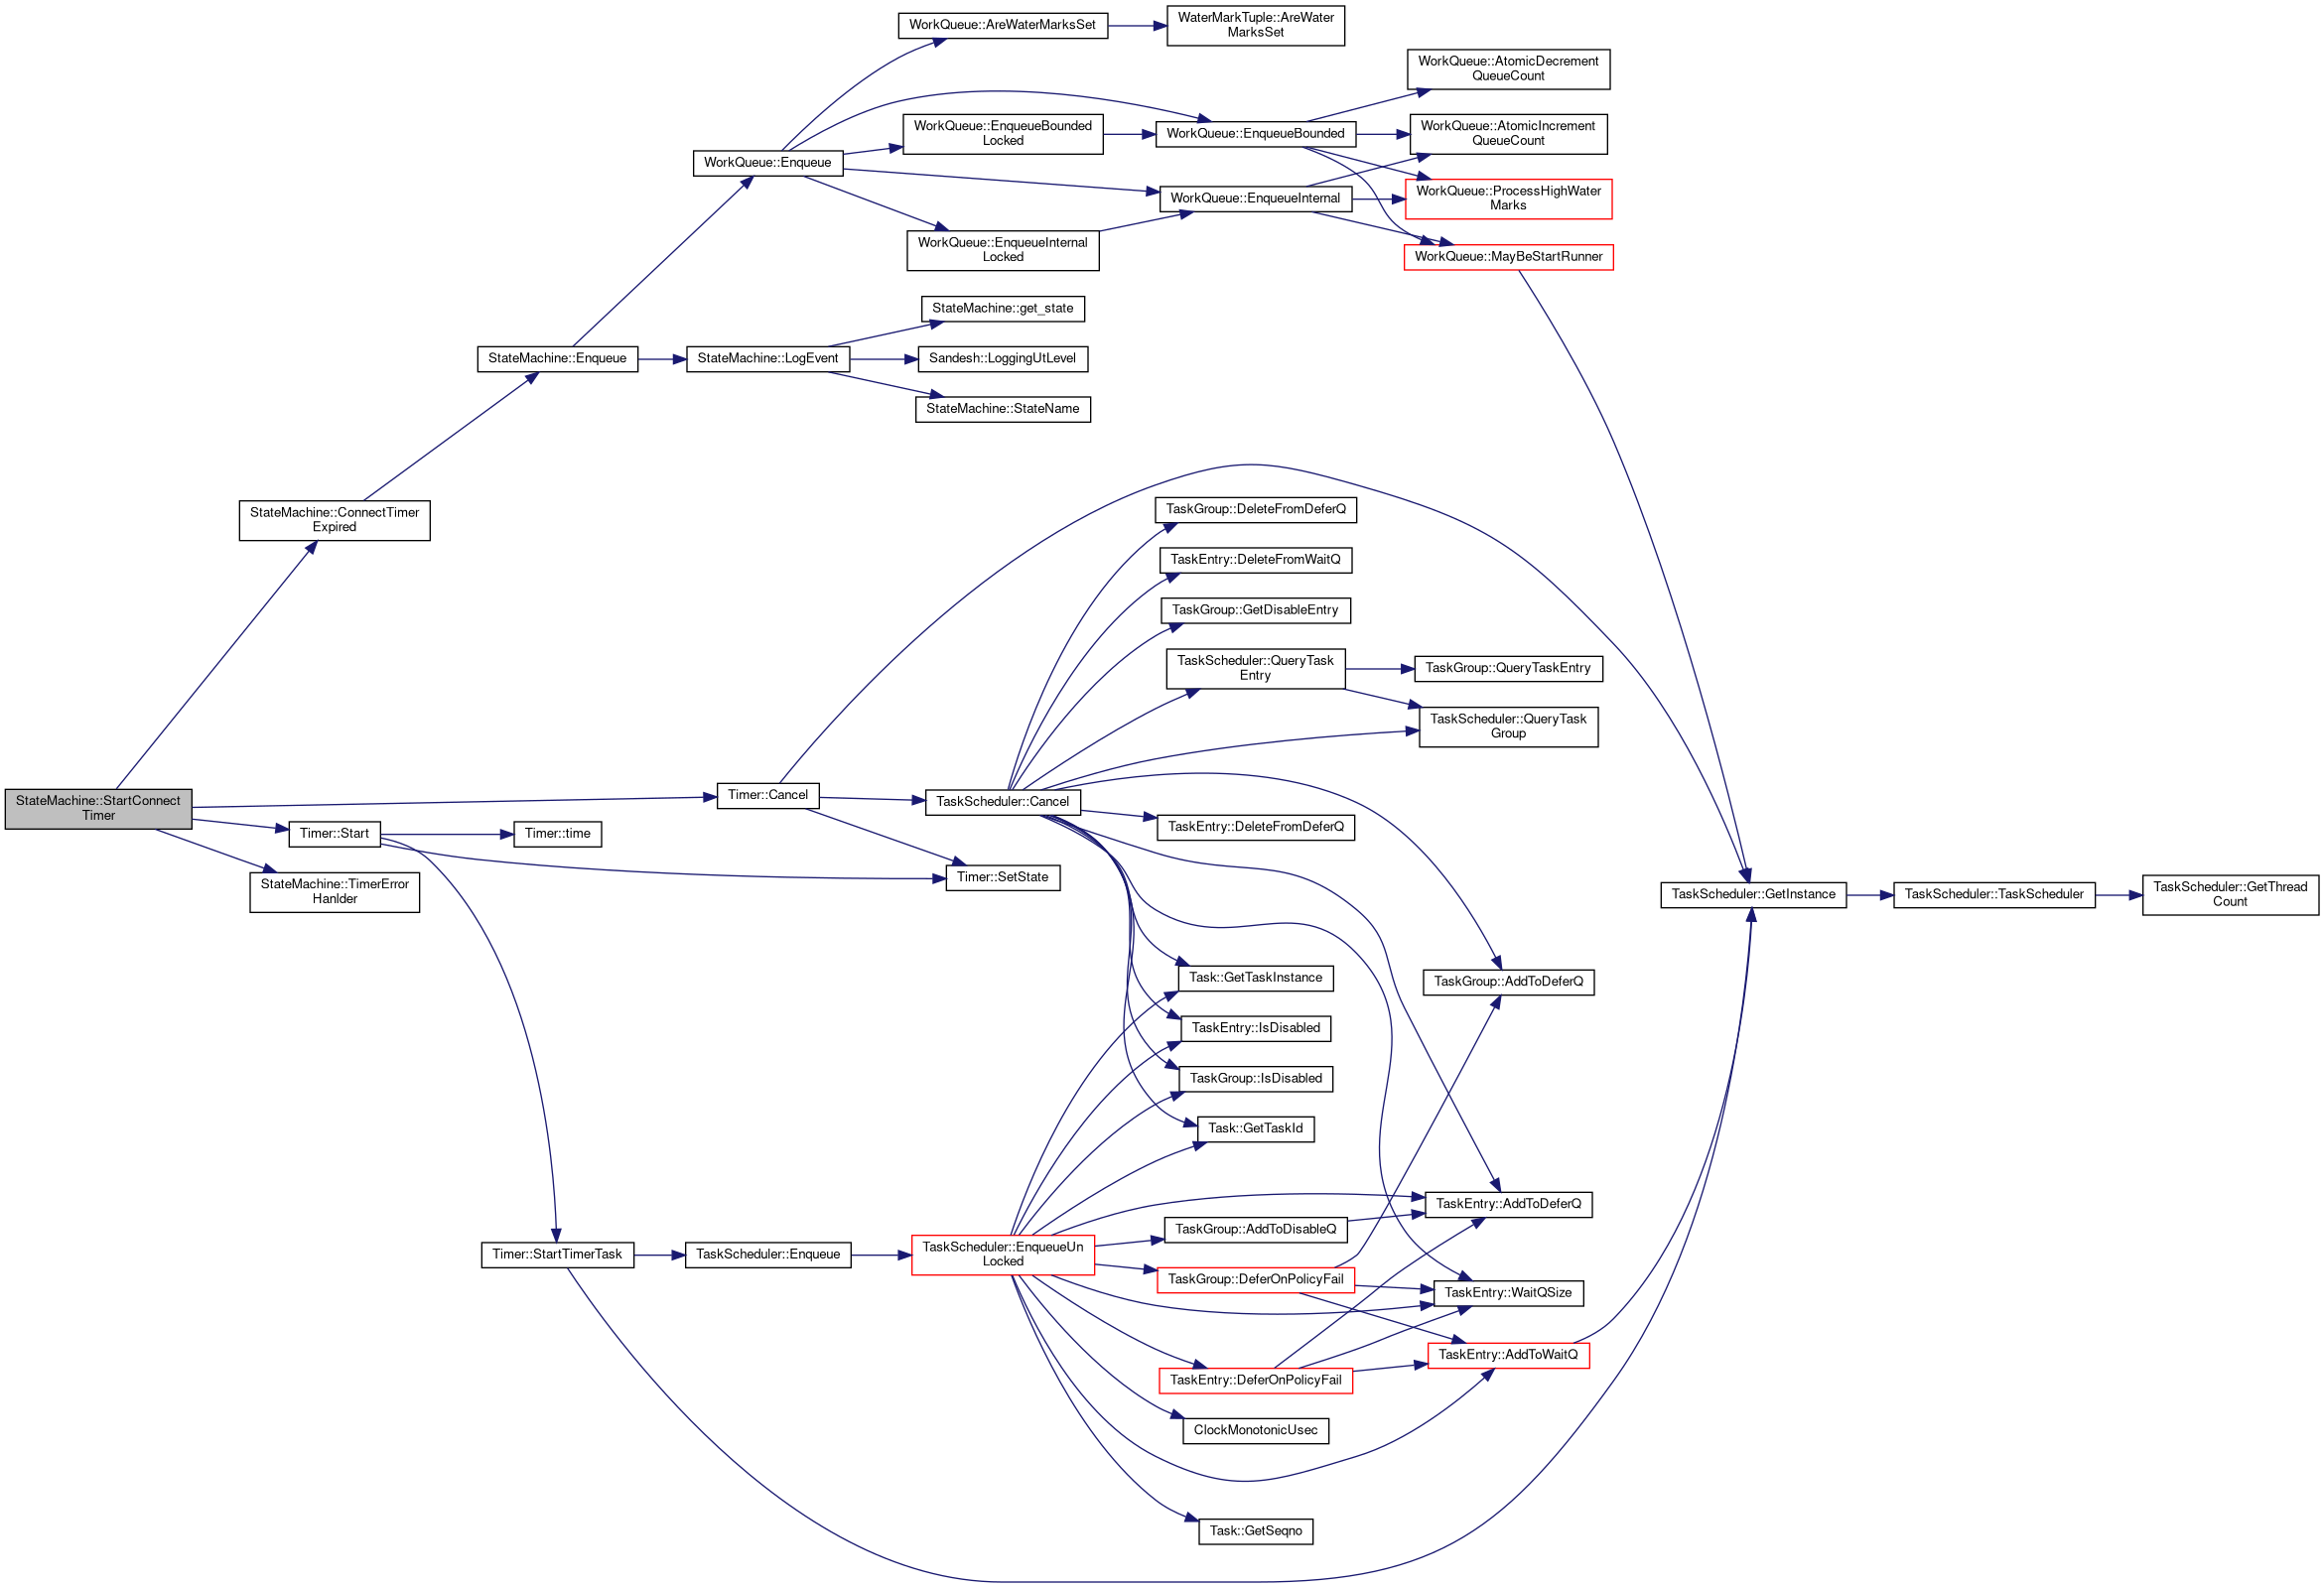 WorkQueue::AreWaterMarksSet
WaterMarkTuple::AreWater
MarksSet
WorkQueue::AtomicDecrement
QueueCount
WorkQueue::EnqueueBounded
Locked
WorkQueue::EnqueueBounded
WorkQueue::AtomicIncrement
QueueCount
WorkQueue::Enqueue
WorkQueue::EnqueueInternal
WorkQueue::ProcessHighWater
Marks
WorkQueue::EnqueueInternal
Locked
WorkQueue::MayBeStartRunner
StateMachine::get_state
StateMachine::Enqueue
StateMachine::LogEvent
Sandesh::LoggingUtLevel
StateMachine::StateName
StateMachine::ConnectTimer
Expired
TaskGroup::DeleteFromDeferQ
TaskEntry::DeleteFromWaitQ
TaskGroup::GetDisableEntry
TaskScheduler::QueryTask
Entry
TaskGroup::QueryTaskEntry
TaskScheduler::QueryTask
Group
StateMachine::StartConnect
Timer
Timer::Cancel
TaskScheduler::Cancel
TaskEntry::DeleteFromDeferQ
Timer::Start
Timer::time
Timer::SetState
StateMachine::TimerError
Hanlder
TaskScheduler::GetInstance
TaskScheduler::TaskScheduler
TaskScheduler::GetThread
Count
Task::GetTaskInstance
TaskGroup::AddToDeferQ
TaskEntry::IsDisabled
TaskGroup::IsDisabled
Task::GetTaskId
TaskEntry::AddToDeferQ
TaskGroup::AddToDisableQ
Timer::StartTimerTask
TaskScheduler::Enqueue
TaskScheduler::EnqueueUn
Locked
TaskGroup::DeferOnPolicyFail
TaskEntry::WaitQSize
TaskEntry::AddToWaitQ
TaskEntry::DeferOnPolicyFail
ClockMonotonicUsec
Task::GetSeqno